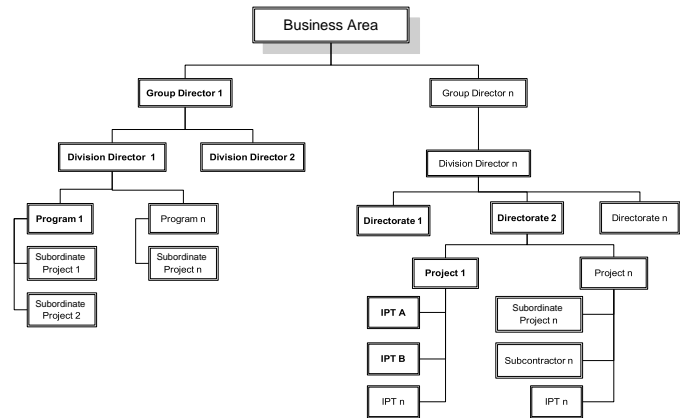 Business Area
Group Director 1
Group Director n
Division Director 1
Division Director 2
Division Director n
Program 1
Program n
Directorate 1
Directorate 2
Directorate n
Subordinate
Project 1
Subordinate
Project n
Project 1
Project n
Subordinate
Project 2
IPT A
Subordinate
Project n
IPT B
Subcontractor n
IPT n
IPT n